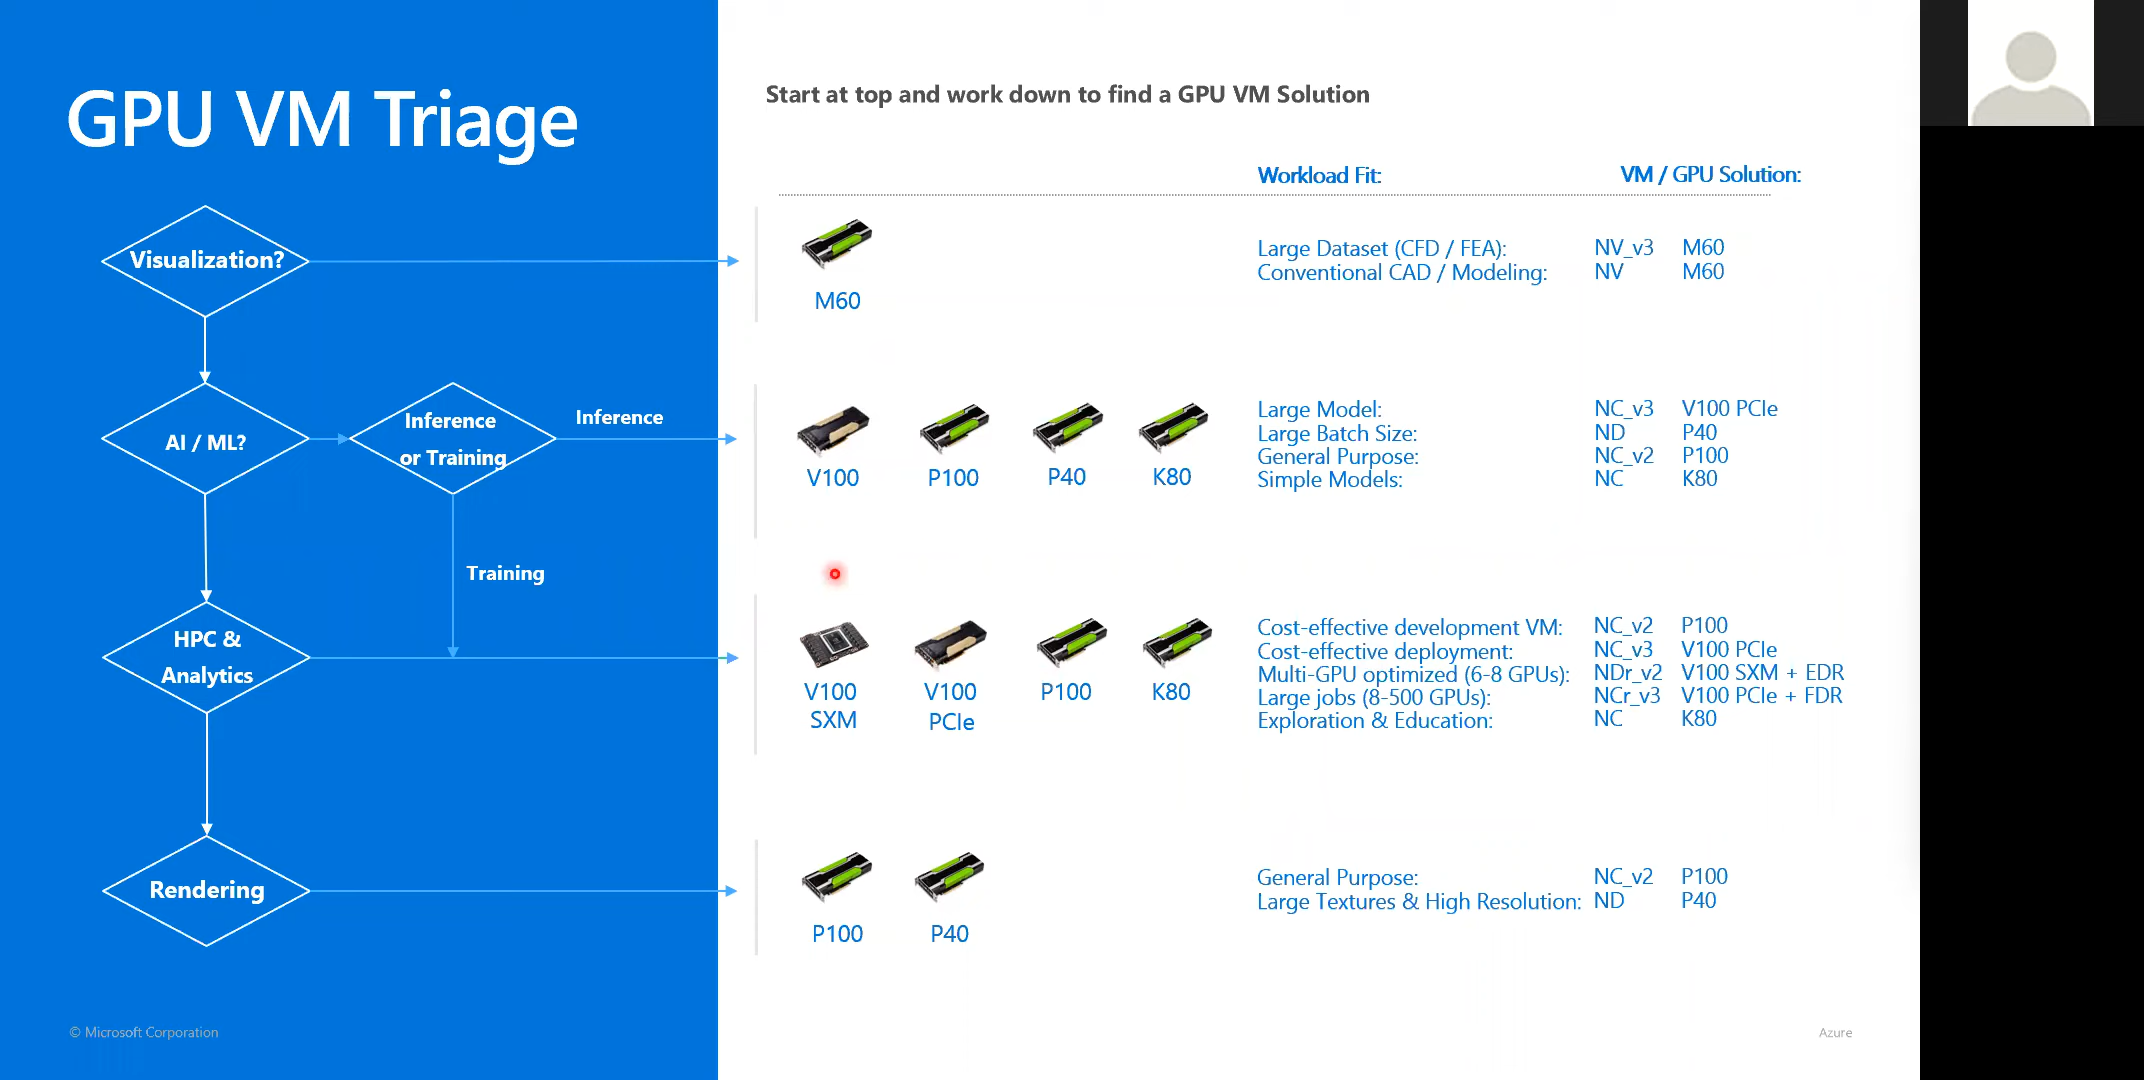 GPU VM Triage
Start at top and work down to find a GPU VM Solution
Workload Fit: VM / GPU Solution:
Visualization?
M60
Large Dataset (CFD / FEA): NV_v3 M60
Conventional CAD / Modeling: NV M60
AI / ML?
Inference
or Training
Inference
Training
V100 P100 P40 K80
Large Model: NC_v3 V100 PCIe
Large Batch Size: ND P40
General Purpose: NC_v2 P100
Simple Models: NC K80
HPC &
Analytics
V100 V100 P100 K80
SXM PCIe
Cost-effective development VM: NC_v2 P100
Cost-effective deployment: NC_v3 V100 PCIe
Multi-GPU optimized (6-8 GPUs): NDr_v2 V100 SXM + EDR
Large jobs (8-500 GPUs): NCr_v3 V100 PCIe + FDR
Exploration & Education: NC K80
Rendering
P100 P40
General Purpose: NC_v2 P100
Large Textures & High Resolution: ND P40
© Microsoft Corporation
Azure